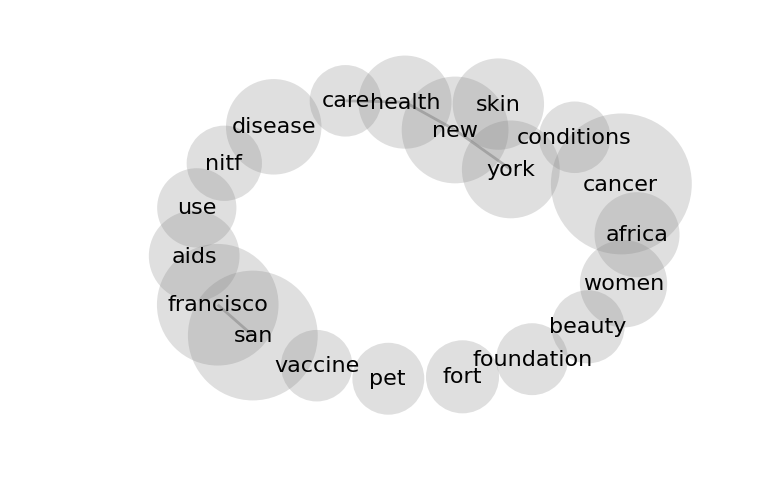 care
health
skin
disease
new
conditions
nitf
york
cancer
use
africa
aids
women
francisco
beauty
san
foundation
vaccine
pet
fort